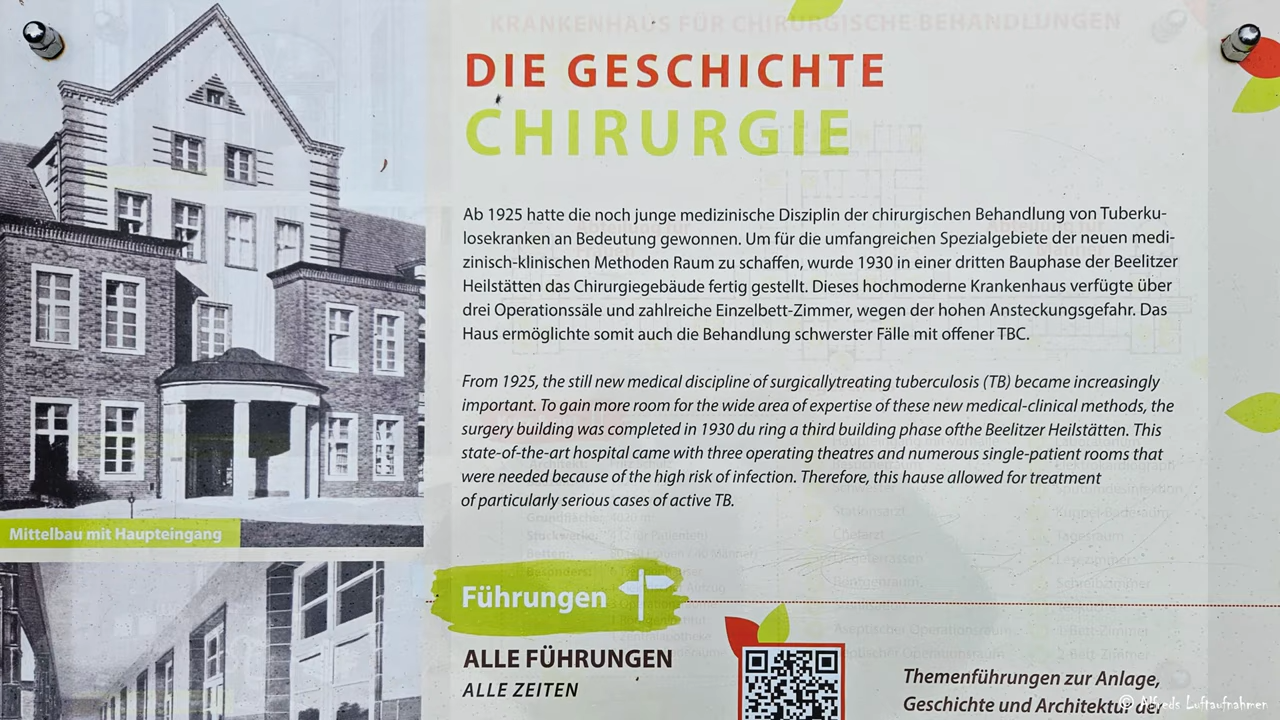 KRANKENHAUS FÜR CHIRURGISCHE BEHANDLUNGEN
DIE GESCHICHTE
CHIRURGIE
Ab 1925 hatte die noch junge medizinische Disziplin der chirurgischen Behandlung von Tuberku-
losekranken an Bedeutung gewonnen. Um für die umfangreichen Spezialgebiete der neuen medi-
zinisch-klinischen Methoden Raum zu schaffen, wurde 1930 in einer dritten Bauphase der Beelitzer
Heilstätten das Chirurgiegebäude fertig gestellt. Dieses hochmoderne Krankenhaus verfügte über
drei Operationssäle und zahlreiche Einzelbett-Zimmer, wegen der hohen Ansteckungsgefahr. Das
Haus ermöglichte somit auch die Behandlung schwerster Fälle mit offener TBC.
From 1925, the still new medical discipline of surgicallytreating tuberculosis (TB) became increasingly
important. To gain more room for the wide area of expertise of these new medical-clinical methods, the
surgery building was completed in 1930 du ring a third building phase ofthe Beelitzer Heilstätten. This
state-of-the-art hospital came with three operating theatres and numerous single-patient rooms that
were needed because of the high risk of infection. Therefore, this hause allowed for treatment
of particularly serious cases of active TB.
Mittelbau mit Haupteingang
Führungen
ALLE FÜHRUNGEN
ALLE ZEITEN
Themenführungen zur Anlage,
Geschichte und Architektur der
© Alfreds Luftaufnahmen